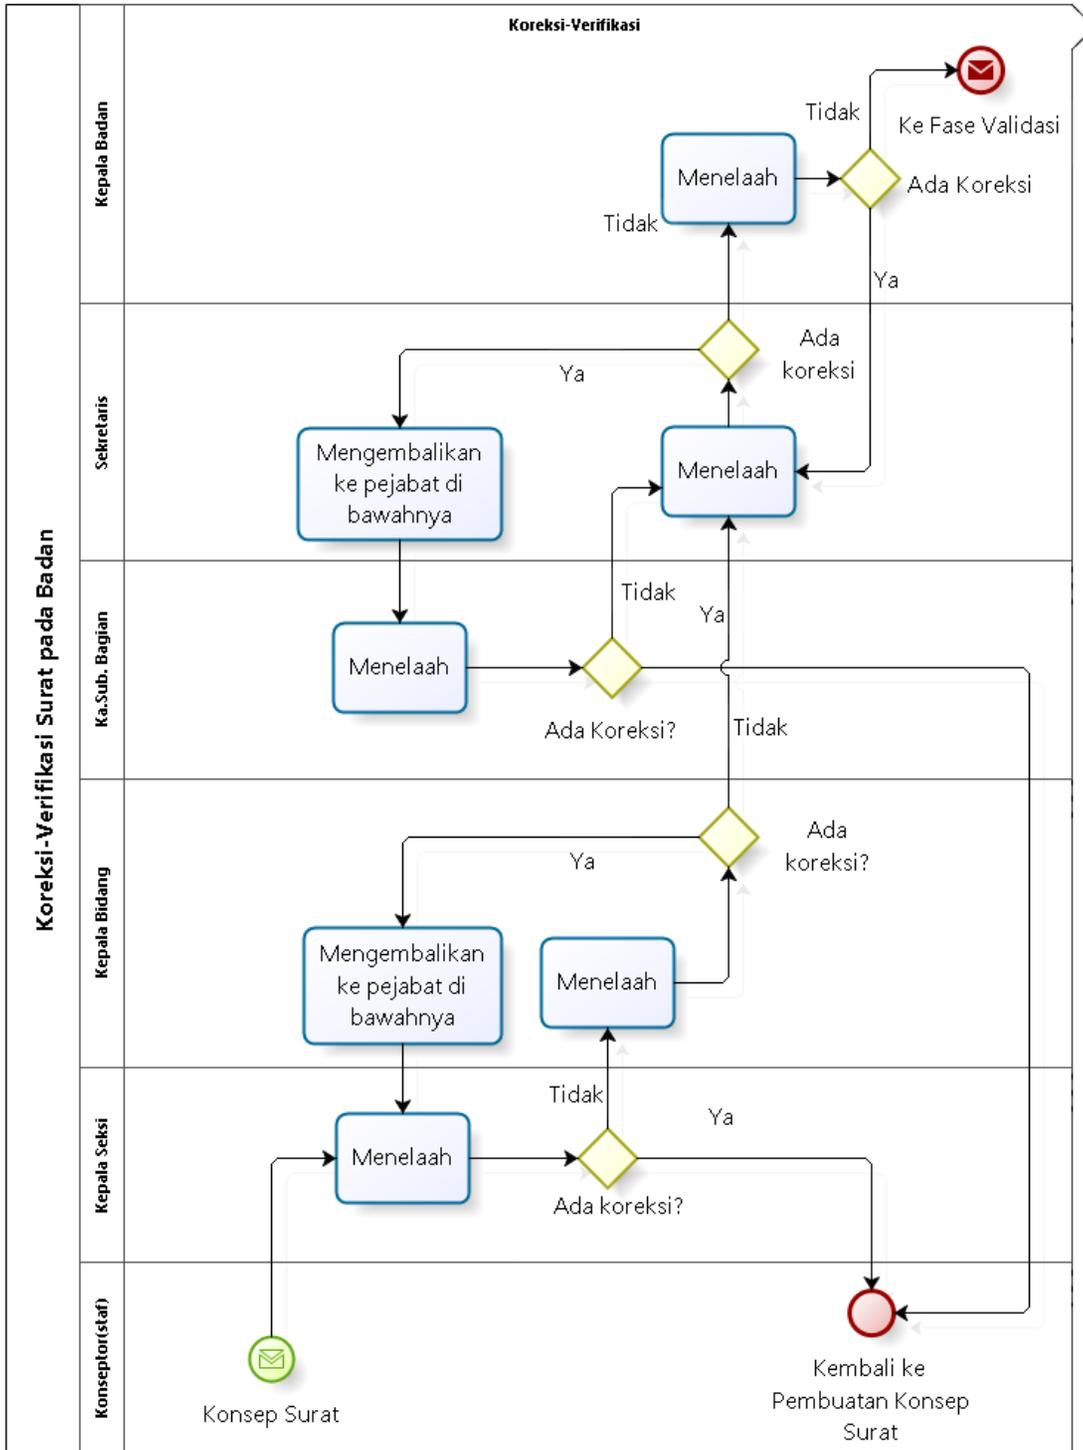 Koreksi-Verifikasi
Koreksi-Verifikasi Surat pada Badan
Kepala Badan
Tidak
Ke Fase Validasi
Menelaah
Ada Koreksi
Tidak
Ya
Sekretaris
Ada
koreksi
Ya
Mengembalikan
ke pejabat di
bawahnya
Menelaah
Ka.Sub. Bagian
Tidak
Ya
Menelaah
Ada Koreksi?
Tidak
Kepala Bidang
Ada
koreksi?
Ya
Mengembalikan
ke pejabat di
bawahnya
Menelaah
Kepala Seksi
Tidak
Ya
Menelaah
Ada koreksi?
Konseptor(staf)
Konsep Surat
Kembali ke
Pembuatan Konsep
Surat